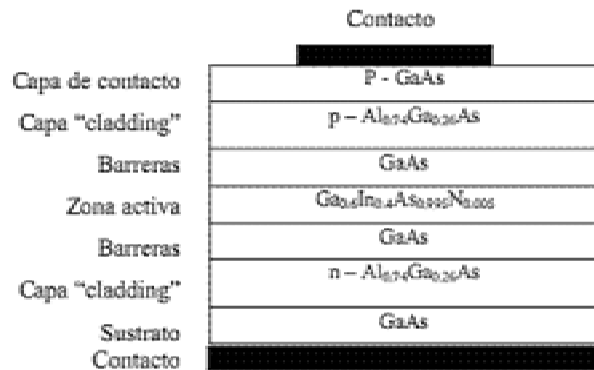 Contacto
Capa de contacto P - GaAs
Capa "cladding" p – Al0.74Ga0.26As
Barreras GaAs
Zona activa Ga0.6In0.4As0.995N0.005
Barreras GaAs
Capa "cladding" n – Al0.74Ga0.26As
Sustrato GaAs
Contacto